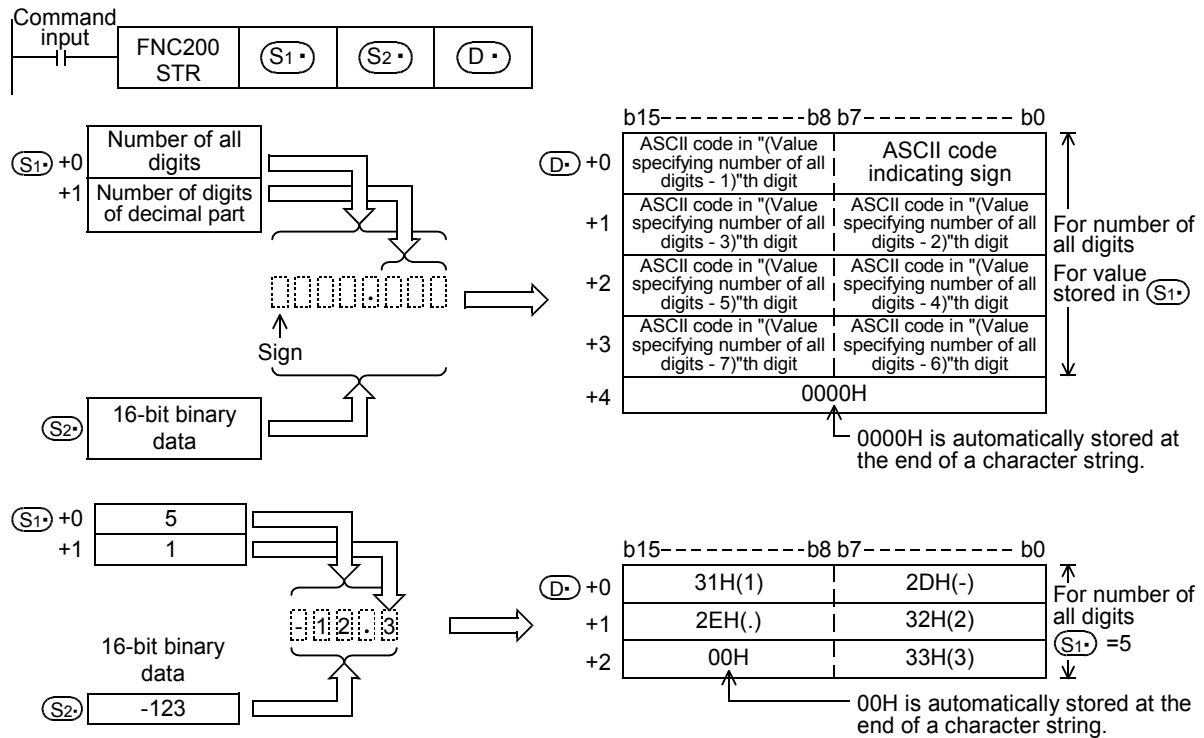 Command
input
FNC200
STR
S1·
S2·
D·
S1· +0
Number of all
digits
+1
Number of digits
of decimal part
.
Sign
S2·
16-bit binary
data
b15 b8 b7 b0
D· +0
ASCII code in "(Value
specifying number of all
digits - 1)"th digit
ASCII code
indicating sign
+1
ASCII code in "(Value
specifying number of all
digits - 3)"th digit
ASCII code in "(Value
specifying number of all
digits - 2)"th digit
+2
ASCII code in "(Value
specifying number of all
digits - 5)"th digit
ASCII code in "(Value
specifying number of all
digits - 4)"th digit
+3
ASCII code in "(Value
specifying number of all
digits - 7)"th digit
ASCII code in "(Value
specifying number of all
digits - 6)"th digit
+4
0000H
For number of
all digits
For value
stored in S1·
0000H is automatically stored at
the end of a character string.
S1· +0
5
+1
1
- 1 2 . 3
16-bit binary
data
S2·
-123
b15 b8 b7 b0
D· +0
31H(1)
2DH(-)
+1
2EH(.)
32H(2)
+2
00H
33H(3)
For number of
all digits
S1· =5
00H is automatically stored at the
end of a character string.